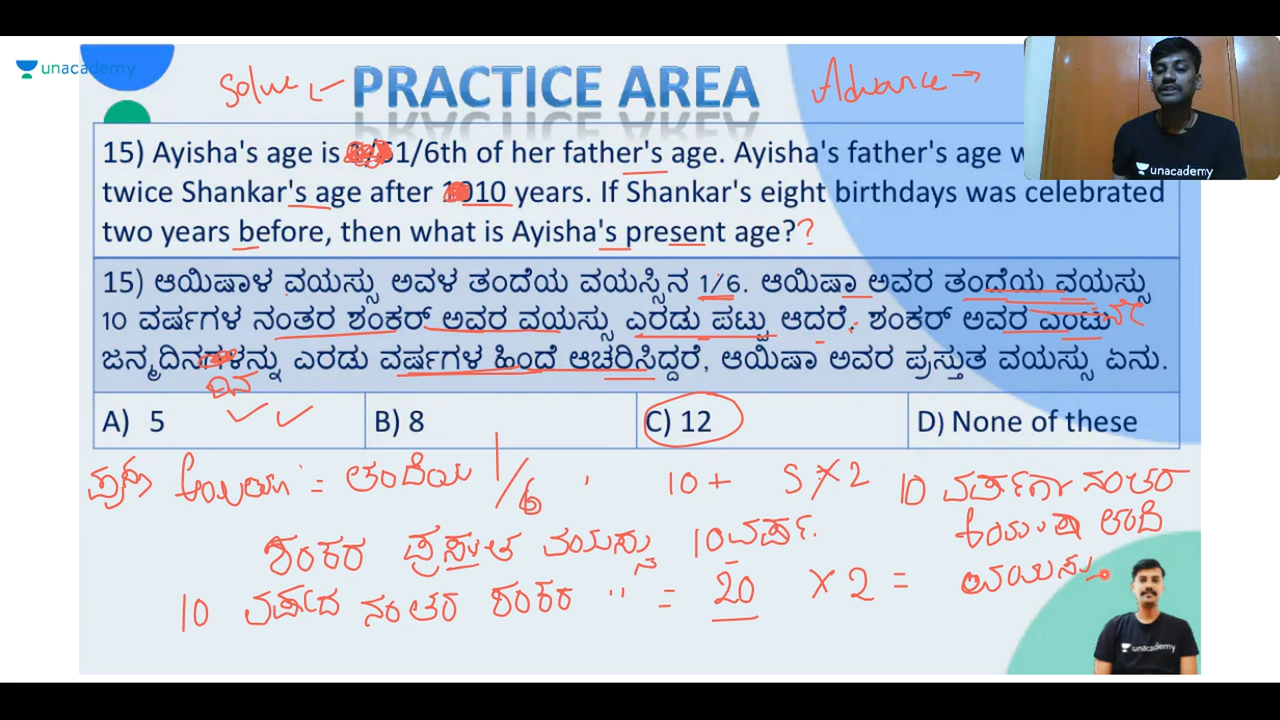 unacademy
Solve
PRACTICE AREA
Advance →
15) Ayisha's age is 1/6th of her father's age. Ayisha's father's age w
twice Shankar's age after 10 years. If Shankar's eight birthdays was celebrated
two years before, then what is Ayisha's present age??
15) ಆಯಿಷಾಳ ವಯಸ್ಸು ಅವಳ ತಂದೆಯ ವಯಸ್ಸಿನ 1/6. ಆಯಿಷಾ ಅವರ ತಂದೆಯ ವಯಸ್ಸು
10 ವರ್ಷಗಳ ನಂತರ ಶಂಕರ್ ಅವರ ವಯಸ್ಸು ಎರಡು ಪಟ್ಟು ಆದರೆ, ಶಂಕರ್ ಅವರ ಎಂಟು ನೇ
ಜನ್ಮದಿನ ನ್ನು ಎರಡು ವರ್ಷಗಳ ಹಿಂದೆ ಆಚರಿಸಿದ್ದರೆ, ಆಯಿಷಾ ಅವರ ಪ್ರಸ್ತುತ ವಯಸ್ಸು ಏನು.
ದಿನ
A) 5
B) 8
C) 12
D) None of these
ತಂದೆಯ 1/6
10 + S × 2
10 ವರ್ಷಗಳ ನಂತರ
ಆಯಿಷಾ ತಂದೆ
ವಯಸ್ಸು
ಶಂಕರ ಪ್ರಸ್ತುತ ವಯಸ್ಸು 10 ವರ್ಷ.
10 ವರ್ಷದ ನಂತರ ಶಂಕರ " = 20 × 2 =
unacademy
unacademy